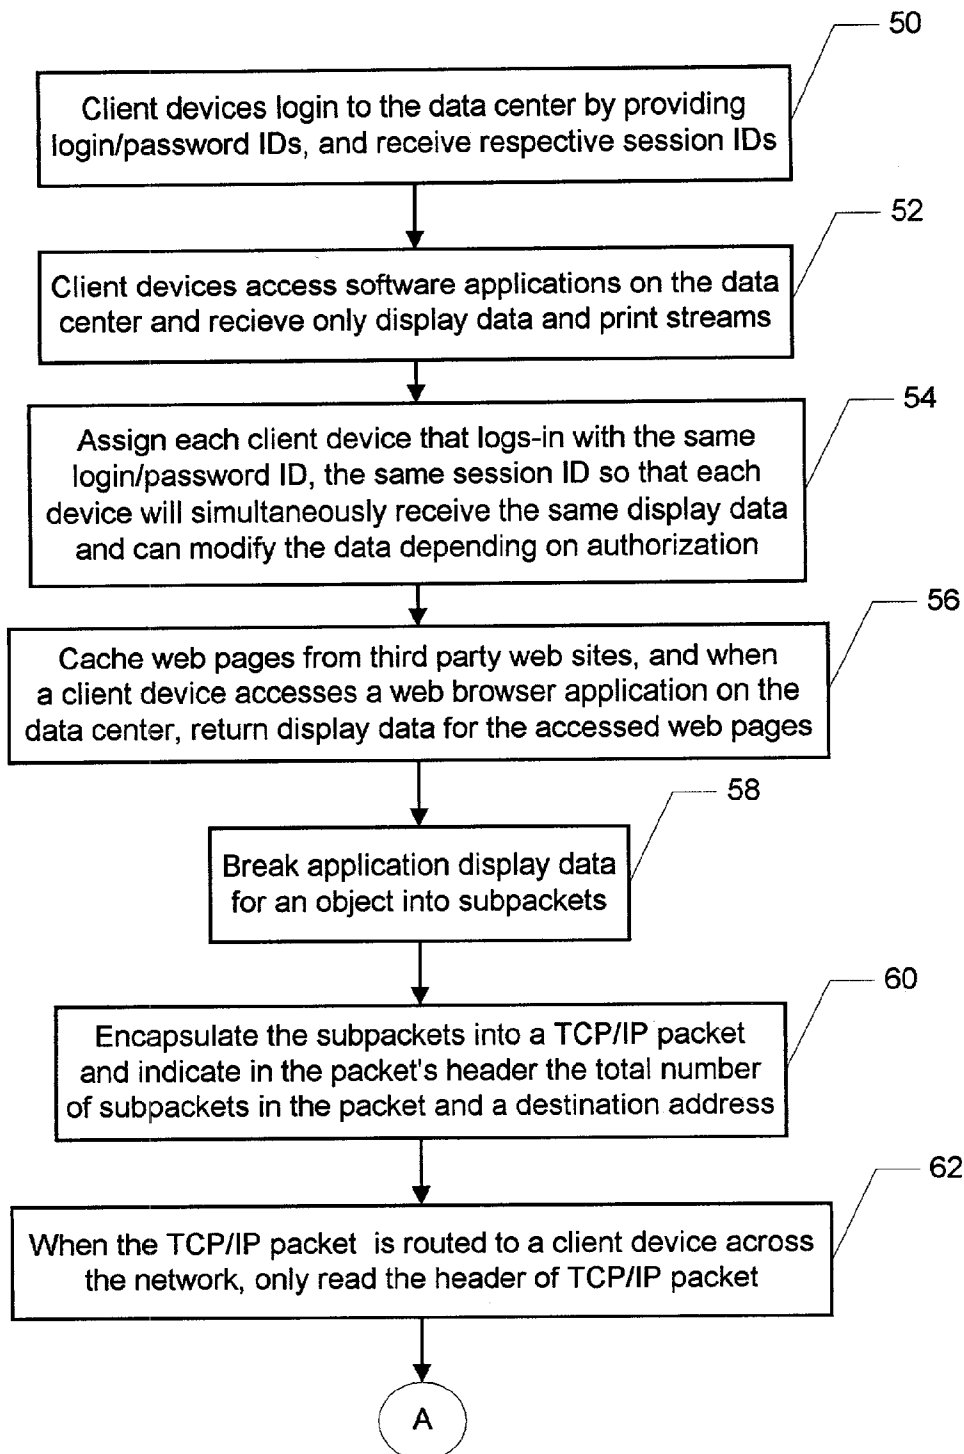 50
Client devices login to the data center by providing
login/password IDs, and receive respective session IDs
52
Client devices access software applications on the data
center and recieve only display data and print streams
54
Assign each client device that logs-in with the same
login/password ID, the same session ID so that each
device will simultaneously receive the same display data
and can modify the data depending on authorization
56
Cache web pages from third party web sites, and when
a client device accesses a web browser application on the
data center, return display data for the accessed web pages
58
Break application display data
for an object into subpackets
60
Encapsulate the subpackets into a TCP/IP packet
and indicate in the packet's header the total number
of subpackets in the packet and a destination address
62
When the TCP/IP packet is routed to a client device across
the network, only read the header of TCP/IP packet
A